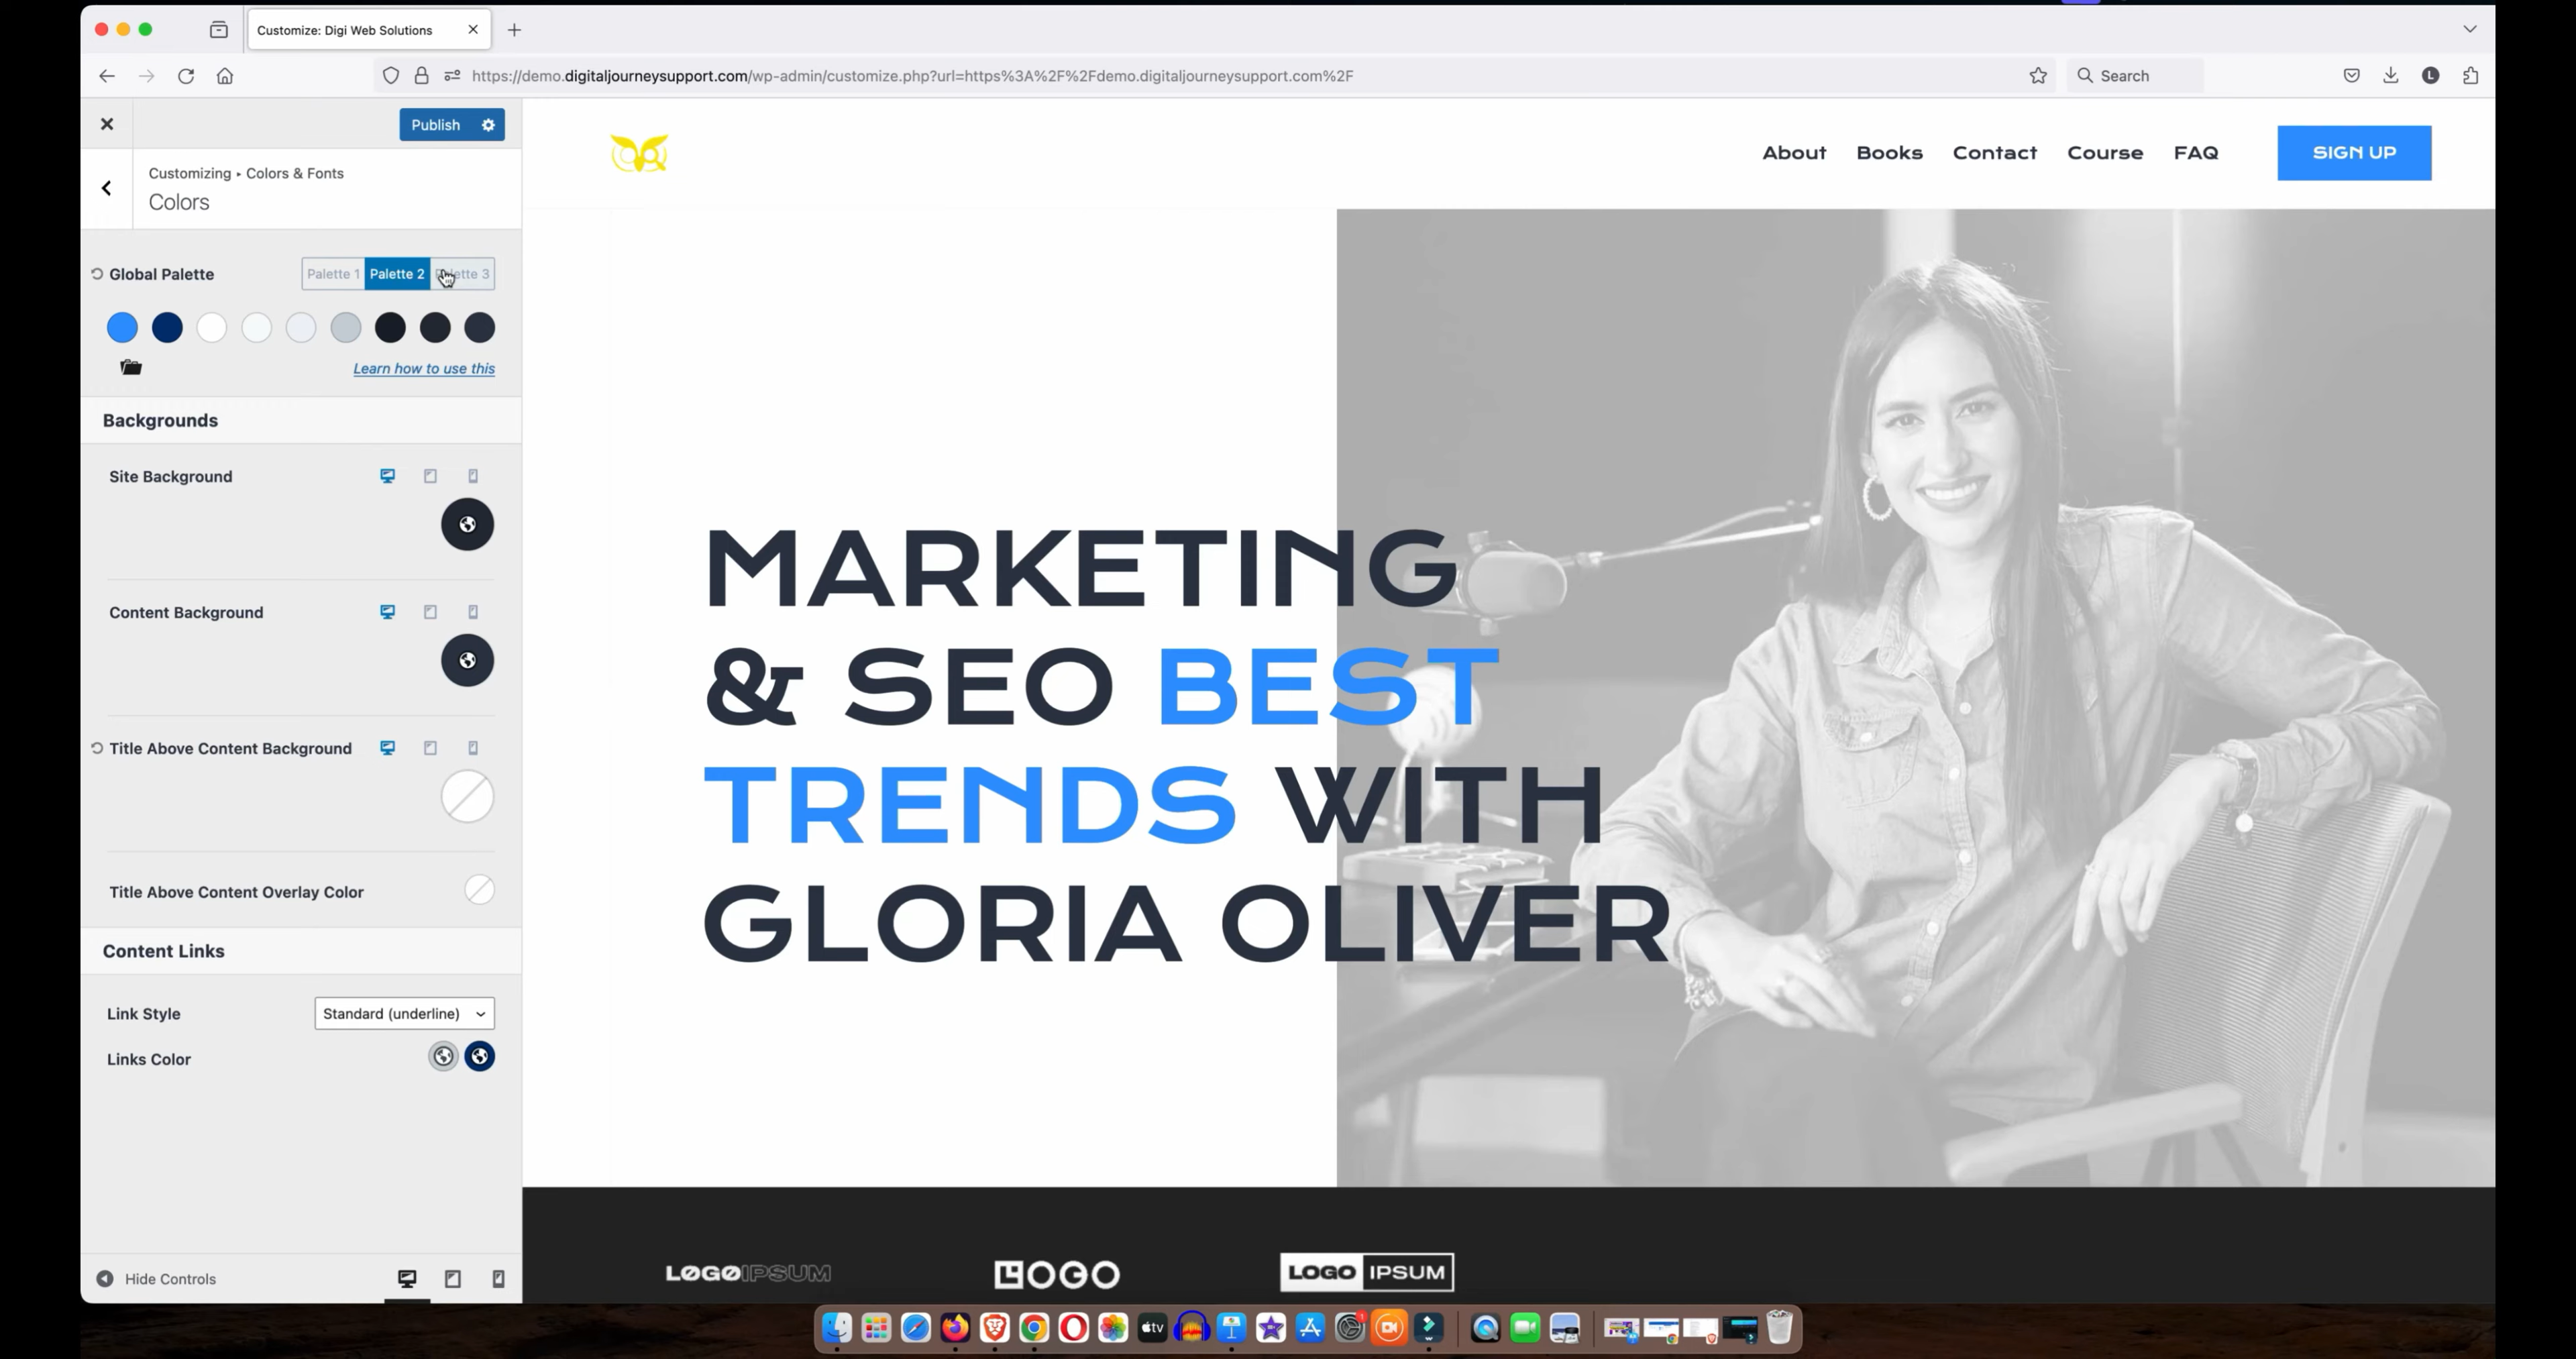 Customize: Digi Web Solutions
https://demo.digitaljourneysupport.com/wp-admin/customize.php?url=https%3A%2F%2Fdemo.digitaljourneysupport.com%2F
Search
L
Publish
Customizing ▸ Colors & Fonts
Colors
Global Palette
Palette 1
Palette 2
ette 3
Learn how to use this
Backgrounds
Site Background
Content Background
Title Above Content Background
Title Above Content Overlay Color
Content Links
Link Style
Standard (underline)
Links Color
Hide Controls
About Books Contact Course FAQ
SIGN UP
MARKETING
& SEO BEST
TRENDS WITH
GLORIA OLIVER
LOGOIPSUM
LOGO
LOGO IPSUM
tv